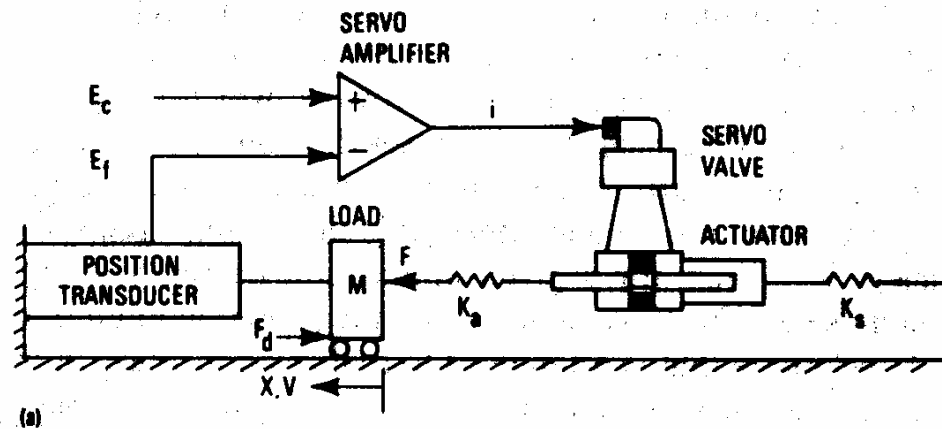 SERVO
AMPLIFIER
E_c
+
i
E_f
−
SERVO
VALVE
LOAD
ACTUATOR
POSITION
TRANSDUCER
M
F
K_a
K_s
F_d
X, V
(a)